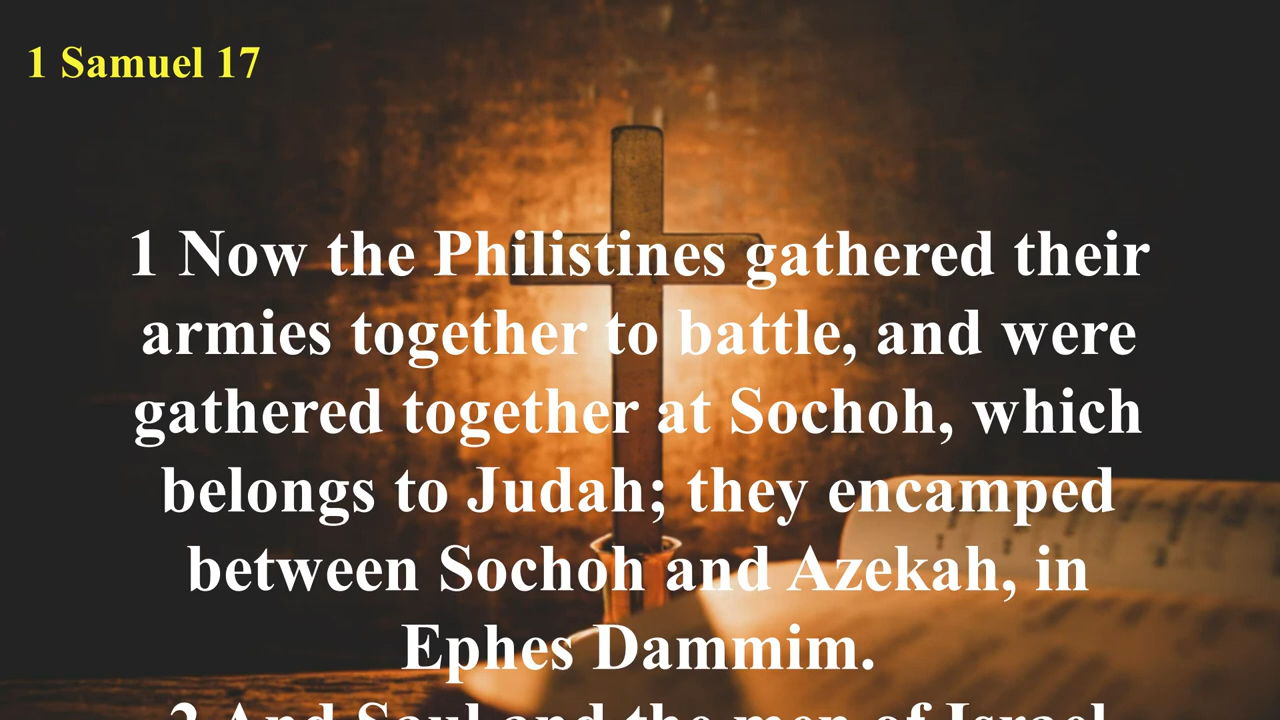 1 Samuel 17
1 Now the Philistines gathered their
armies together to battle, and were
gathered together at Sochoh, which
belongs to Judah; they encamped
between Sochoh and Azekah, in
Ephes Dammim.
2 And Saul and the men of Israel